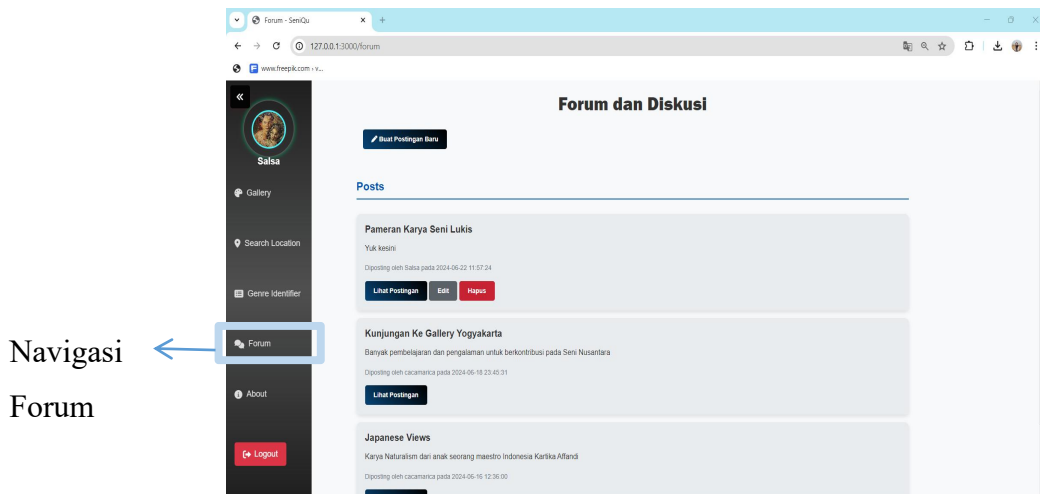 Forum - SeniQu
127.0.0.1:3000/forum
www.freepik.com › v...
Forum dan Diskusi
Buat Postingan Baru
Salsa
Gallery
Search Location
Genre Identifier
Forum
About
Logout
Posts
Pameran Karya Seni Lukis
Yuk kesini
Diposting oleh Salsa pada 2024-06-22 11:57:24
Lihat Postingan Edit Hapus
Kunjungan Ke Gallery Yogyakarta
Banyak pembelajaran dan pengalaman untuk berkontribusi pada Seni Nusantara
Diposting oleh cacamarica pada 2024-06-18 23:45:31
Lihat Postingan
Japanese Views
Karya Naturalism dari anak seorang maestro Indonesia Kartika Affandi
Diposting oleh cacamarica pada 2024-06-16 12:36:00
Navigasi
Forum